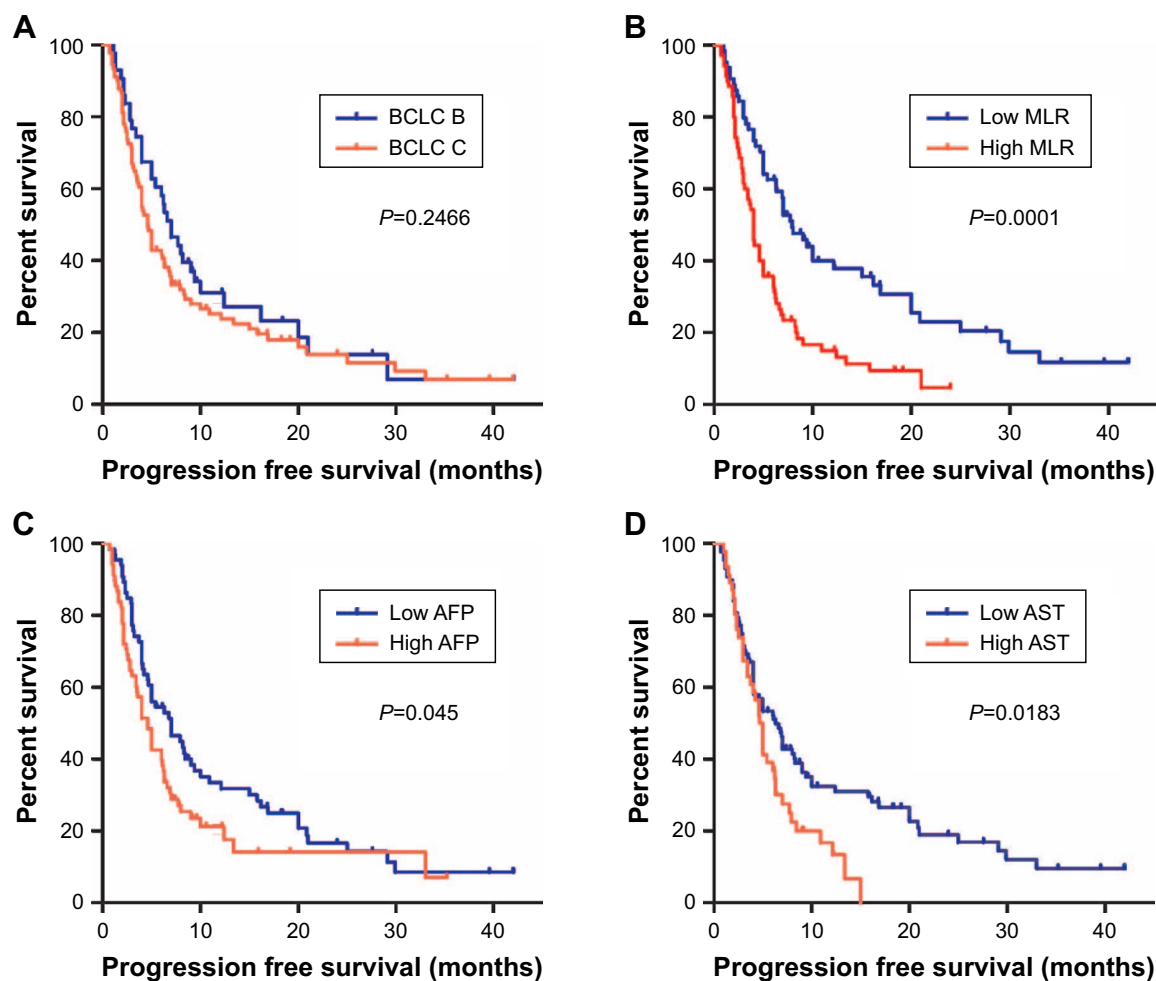 A
Percent survival
100
80
60
40
20
0
BCLC B
BCLC C
P=0.2466
0 10 20 30 40
Progression free survival (months)
B
Percent survival
100
80
60
40
20
0
Low MLR
High MLR
P=0.0001
0 10 20 30 40
Progression free survival (months)
C
Percent survival
100
80
60
40
20
0
Low AFP
High AFP
P=0.045
0 10 20 30 40
Progression free survival (months)
D
Percent survival
100
80
60
40
20
0
Low AST
High AST
P=0.0183
0 10 20 30 40
Progression free survival (months)